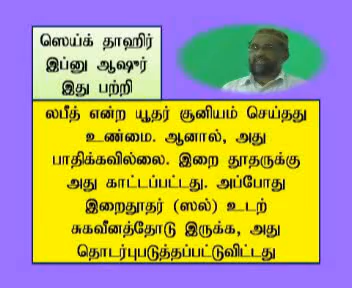 ஸெய்க் தாஹிர்
இப்னு ஆஷுர்
இது பற்றி
லபீத் என்ற யூதர் சூனியம் செய்தது
உண்மை. ஆனால், அது
பாதிக்கவில்லை. இறை தூதருக்கு
அது காட்டப்பட்டது. அப்போது
இறைதூதர் (ஸல்) உடற்
சுகவீனத்தோடு இருக்க, அது
தொடர்புபடுத்தப்பட்டுவிட்டது